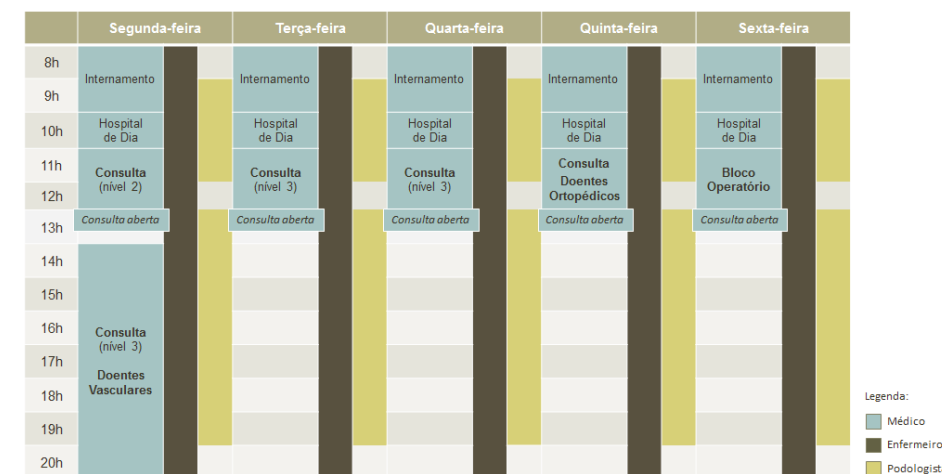 Segunda-feira Terça-feira Quarta-feira Quinta-feira Sexta-feira
8h
Internamento Internamento Internamento Internamento Internamento
9h
10h
Hospital de Dia
Hospital de Dia
Hospital de Dia
Hospital de Dia
Hospital de Dia
11h
Consulta
(nível 2)
Consulta
(nível 3)
Consulta
(nível 3)
Consulta
Doentes
Ortopédicos
Bloco
Operatório
12h
Consulta aberta Consulta aberta Consulta aberta Consulta aberta Consulta aberta
13h
14h
15h
16h
Consulta
(nível 3)
17h
Doentes
Vasculares
18h
19h
20h
Legenda:
Médico
Enfermeiro
Podologist